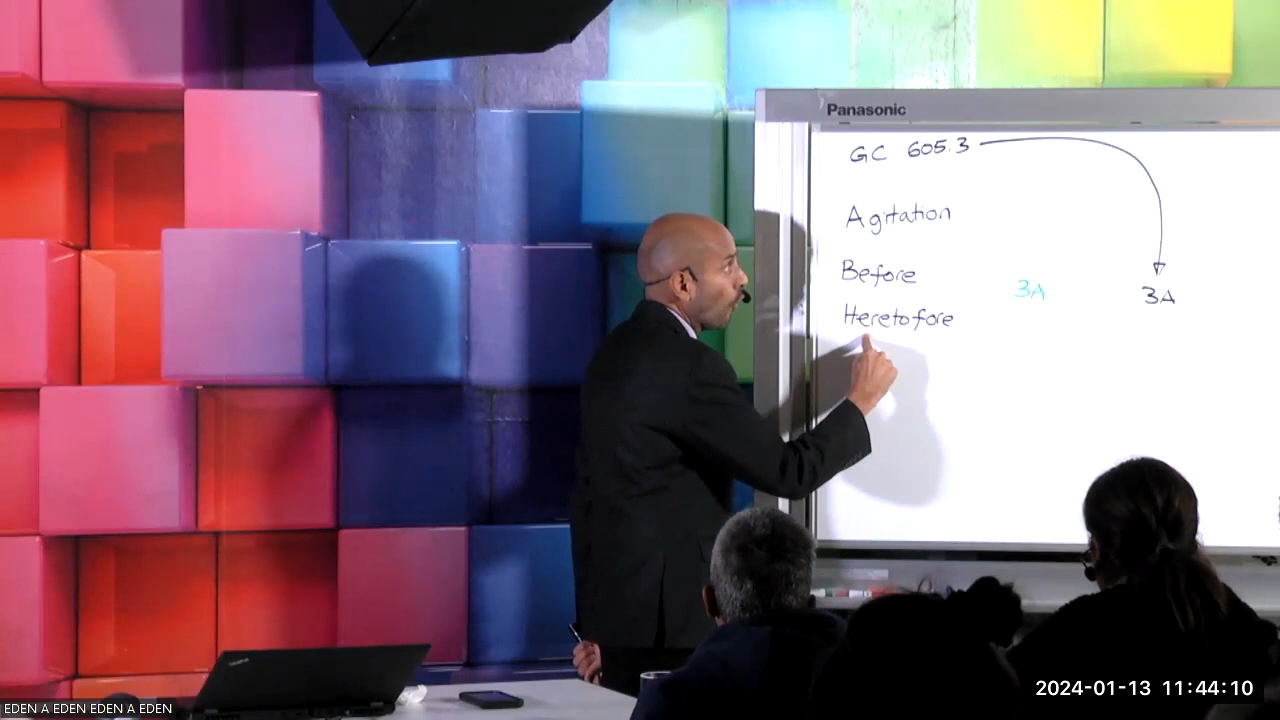 Panasonic
GC 605.3
Agitation
Before
3A
3A
Heretofore
ThinkPad
2024-01-13 11:44:10
EDEN A EDEN EDEN A EDEN